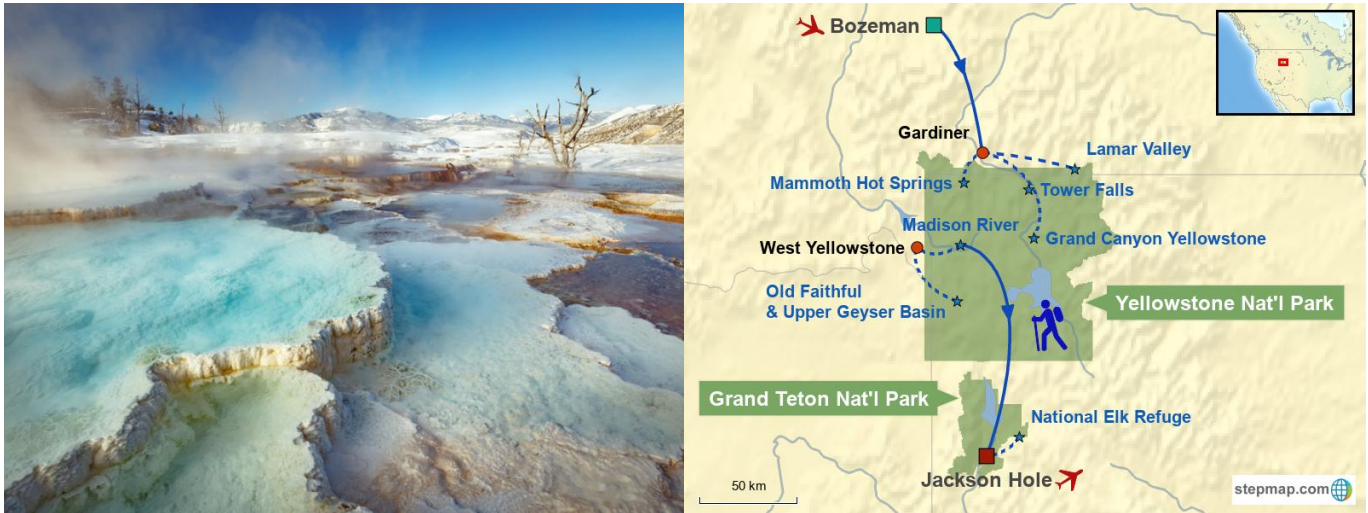 Bozeman
Gardiner
Lamar Valley
Mammoth Hot Springs
Tower Falls
Madison River
West Yellowstone
Grand Canyon Yellowstone
Old Faithful
& Upper Geyser Basin
Yellowstone Nat'l Park
Grand Teton Nat'l Park
National Elk Refuge
Jackson Hole
50 km
stepmap.com